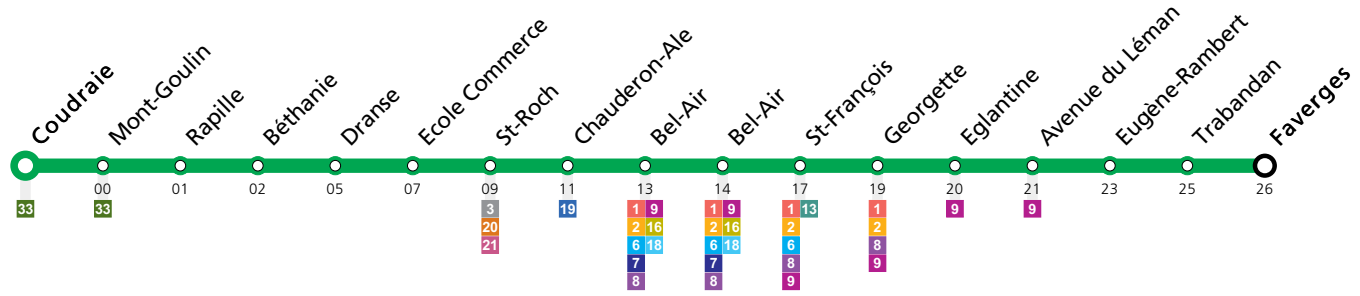 Coudraie
Mont-Goulin
Rapille
Béthanie
Dranse
Ecole Commerce
St-Roch
Chauderon-Ale
Bel-Air
Bel-Air
St-François
Georgette
Eglantine
Avenue du Léman
Eugène-Rambert
Trabandan
Faverges
00 01 02 05 07 09 11 13 14 17 19 20 21 23 25 26
33 33 3 19 1 9 1 9 1 13 1 9 9
20 2 16 2 16 2 2
21 6 18 6 18 6 8
7 7 8 9
8 8 9